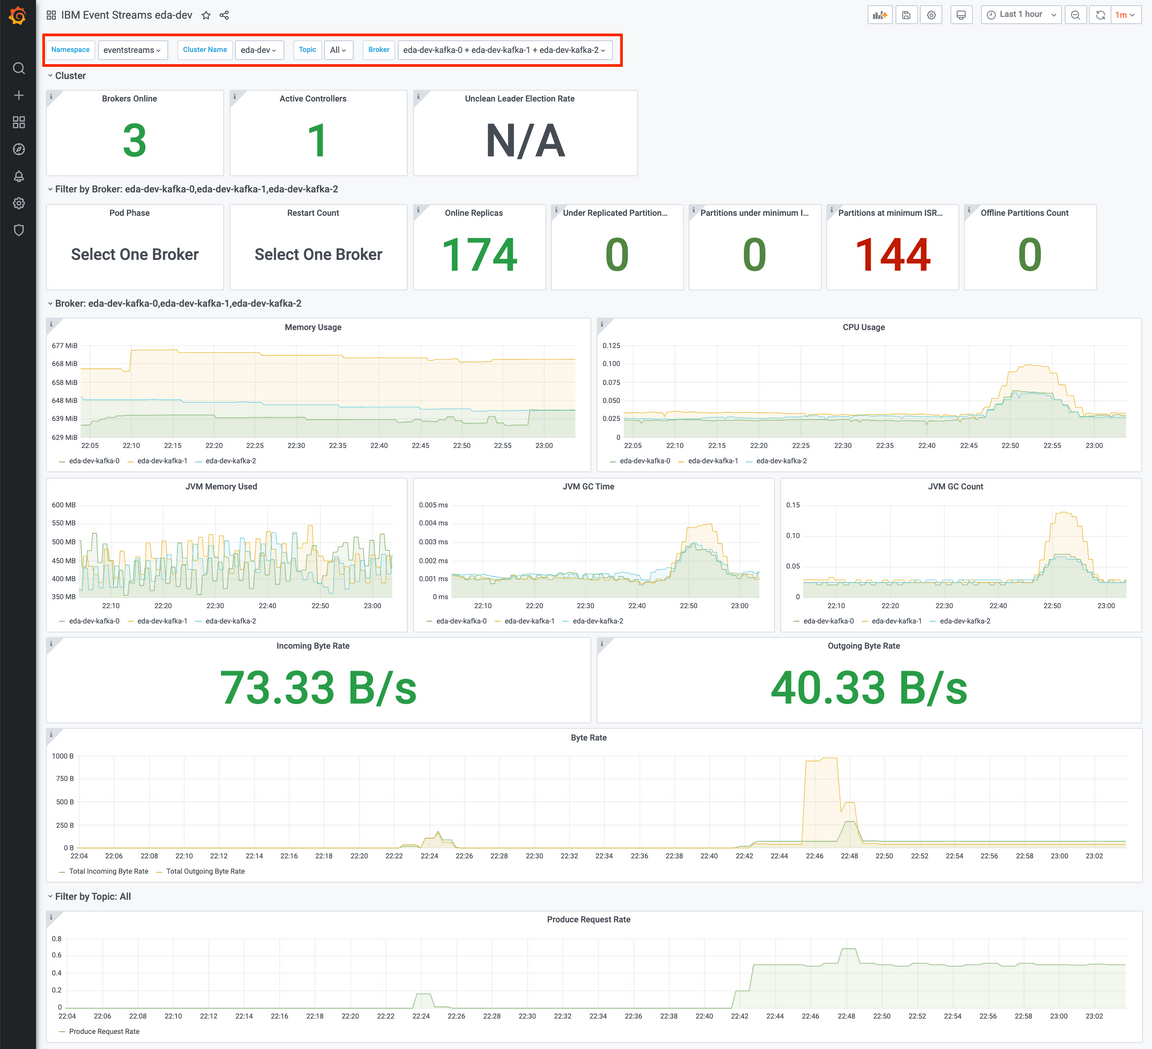 IBM Event Streams eda-dev
Last 1 hour
1m
Namespace eventstreams Cluster Name eda-dev Topic All Broker eda-dev-kafka-0 + eda-dev-kafka-1 + eda-dev-kafka-2
Cluster
Brokers Online Active Controllers Unclean Leader Election Rate
3 1 N/A
Filter by Broker: eda-dev-kafka-0,eda-dev-kafka-1,eda-dev-kafka-2
Pod Phase Restart Count Online Replicas Under Replicated Partition... Partitions under minimum I... Partitions at minimum ISR... Offline Partitions Count
Select One Broker Select One Broker 174 0 0 144 0
Broker: eda-dev-kafka-0,eda-dev-kafka-1,eda-dev-kafka-2
Memory Usage
677 MiB
668 MiB
658 MiB
648 MiB
639 MiB
629 MiB
22:05 22:10 22:15 22:20 22:25 22:30 22:35 22:40 22:45 22:50 22:55 23:00
eda-dev-kafka-0 eda-dev-kafka-1 eda-dev-kafka-2
CPU Usage
0.125
0.100
0.075
0.050
0.025
0
22:05 22:10 22:15 22:20 22:25 22:30 22:35 22:40 22:45 22:50 22:55 23:00
eda-dev-kafka-0 eda-dev-kafka-1 eda-dev-kafka-2
JVM Memory Used
600 MB
550 MB
500 MB
450 MB
400 MB
350 MB
22:10 22:20 22:30 22:40 22:50 23:00
eda-dev-kafka-0 eda-dev-kafka-1 eda-dev-kafka-2
JVM GC Time
0.005 ms
0.004 ms
0.003 ms
0.002 ms
0.001 ms
0 ms
22:10 22:20 22:30 22:40 22:50 23:00
eda-dev-kafka-0 eda-dev-kafka-1 eda-dev-kafka-2
JVM GC Count
0.15
0.10
0.05
0
22:10 22:20 22:30 22:40 22:50 23:00
eda-dev-kafka-0 eda-dev-kafka-1 eda-dev-kafka-2
Incoming Byte Rate Outgoing Byte Rate
73.33 B/s 40.33 B/s
Byte Rate
1000 B
750 B
500 B
250 B
0 B
22:04 22:06 22:08 22:10 22:12 22:14 22:16 22:18 22:20 22:22 22:24 22:26 22:28 22:30 22:32 22:34 22:36 22:38 22:40 22:42 22:44 22:46 22:48 22:50 22:52 22:54 22:56 22:58 23:00 23:02
Total Incoming Byte Rate Total Outgoing Byte Rate
Filter by Topic: All
Produce Request Rate
0.8
0.6
0.4
0.2
0
22:04 22:06 22:08 22:10 22:12 22:14 22:16 22:18 22:20 22:22 22:24 22:26 22:28 22:30 22:32 22:34 22:36 22:38 22:40 22:42 22:44 22:46 22:48 22:50 22:52 22:54 22:56 22:58 23:00 23:02
Produce Request Rate